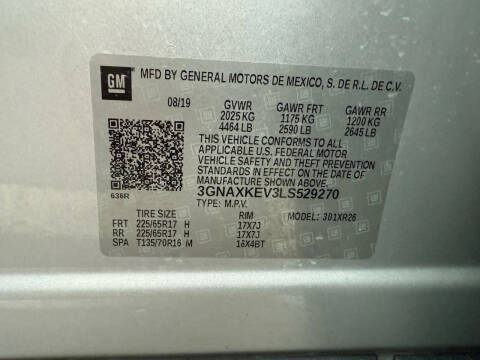 GM
MFD BY GENERAL MOTORS DE MEXICO, S. DE R.L. DE C.V.
08/19 GVWR GAWR FRT GAWR RR
2025 KG 1175 KG 1200 KG
4464 LB 2590 LB 2645 LB
THIS VEHICLE CONFORMS TO ALL
APPLICABLE U.S. FEDERAL MOTOR
VEHICLE SAFETY AND THEFT PREVENTION
STANDARDS IN EFFECT ON THE DATE OF
MANUFACTURE SHOWN ABOVE.
3GNAXKEV3LS529270
TYPE: M.P.V.
636R
TIRE SIZE RIM MODEL: 301XR26
FRT 225/65R17 H 17X7J
RR 225/65R17 H 17X7J
SPA T135/70R16 M 16X4BT